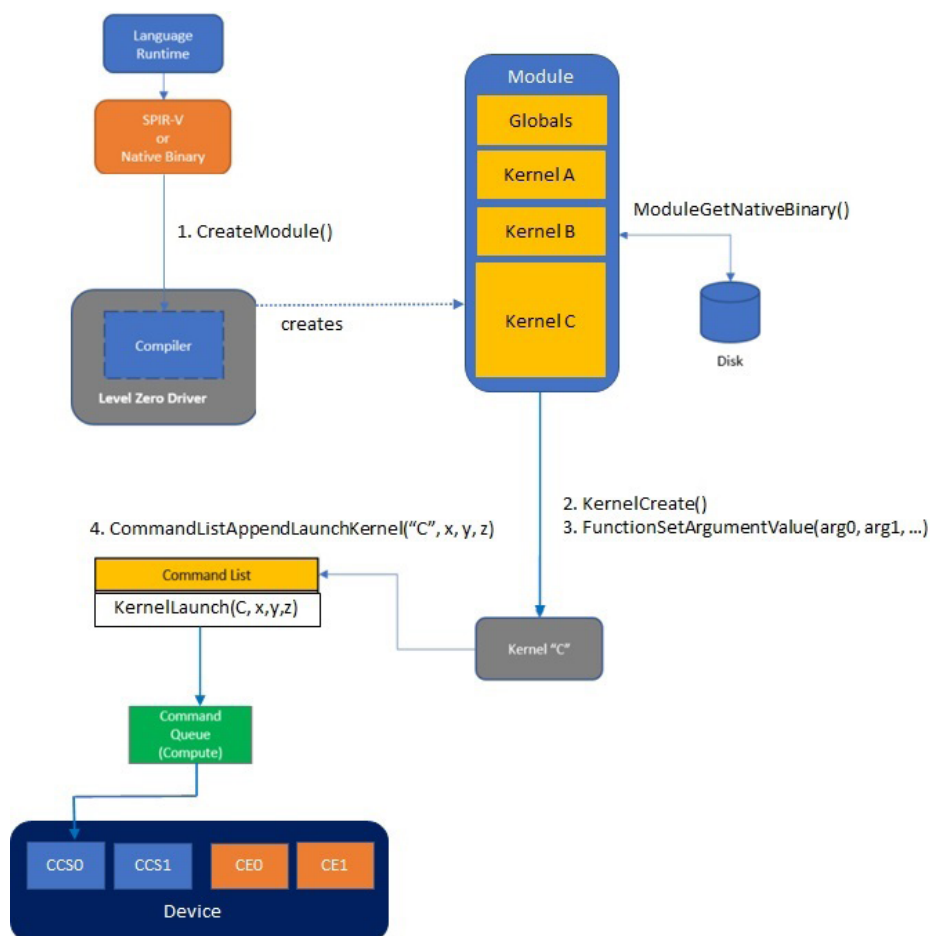 Language
Runtime
SPIR-V
or
Native Binary
1. CreateModule()
Compiler
Level Zero Driver
creates
Module
Globals
Kernel A
Kernel B
Kernel C
ModuleGetNativeBinary()
Disk
2. KernelCreate()
3. FunctionSetArgumentValue(arg0, arg1, ...)
4. CommandListAppendLaunchKernel("C", x, y, z)
Command List
KernelLaunch(C, x,y,z)
Kernel "C"
Command
Queue
(Compute)
CCS0
CCS1
CE0
CE1
Device